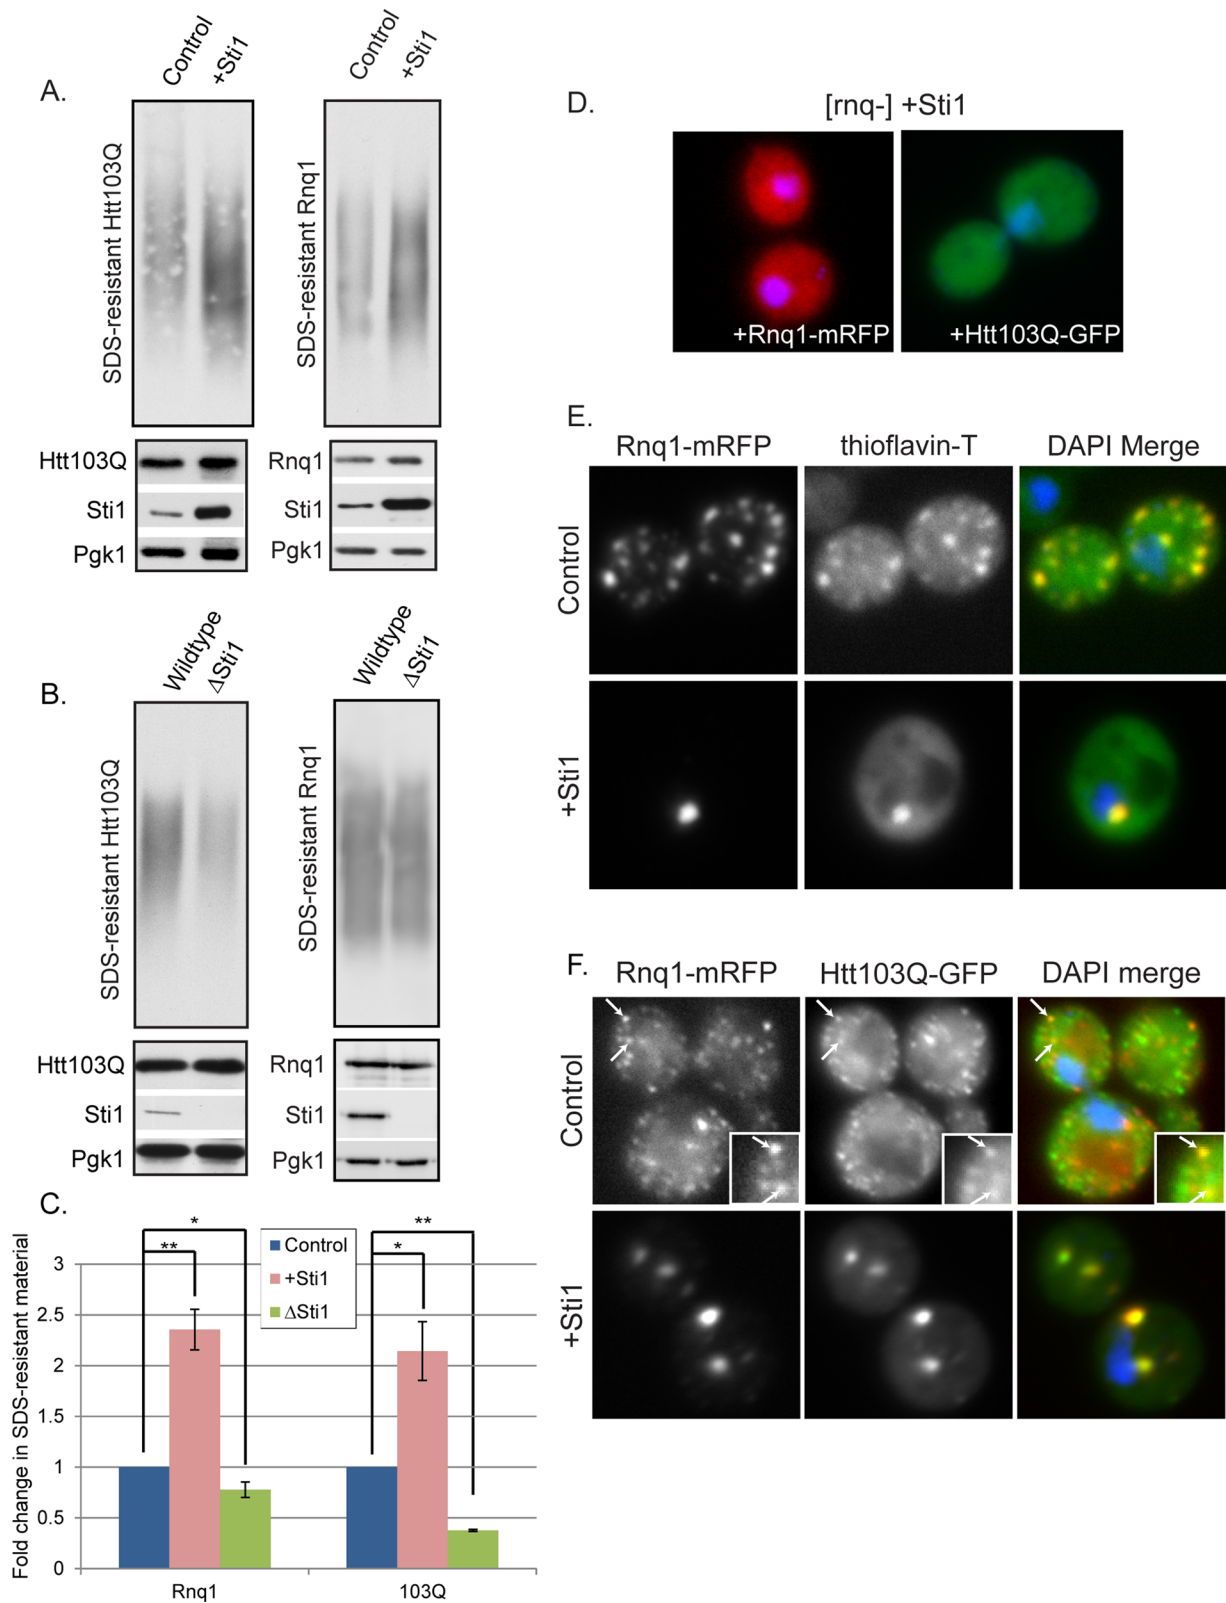 A.
Control
+Sti1
SDS-resistant Htt103Q
Htt103Q
Sti1
Pgk1
Control
+Sti1
SDS-resistant Rnq1
Rnq1
Sti1
Pgk1
B.
Wildtype
ΔSti1
SDS-resistant Htt103Q
Htt103Q
Sti1
Pgk1
Wildtype
ΔSti1
SDS-resistant Rnq1
Rnq1
Sti1
Pgk1
C.
Fold change in SDS-resistant material
3
2.5
2
1.5
1
0.5
0
*
**
**
*
Control
+Sti1
ΔSti1
Rnq1
103Q
D.
[rnq-] +Sti1
+Rnq1-mRFP
+Htt103Q-GFP
E.
Rnq1-mRFP
thioflavin-T
DAPI Merge
Control
+Sti1
F.
Rnq1-mRFP
Htt103Q-GFP
DAPI merge
Control
+Sti1